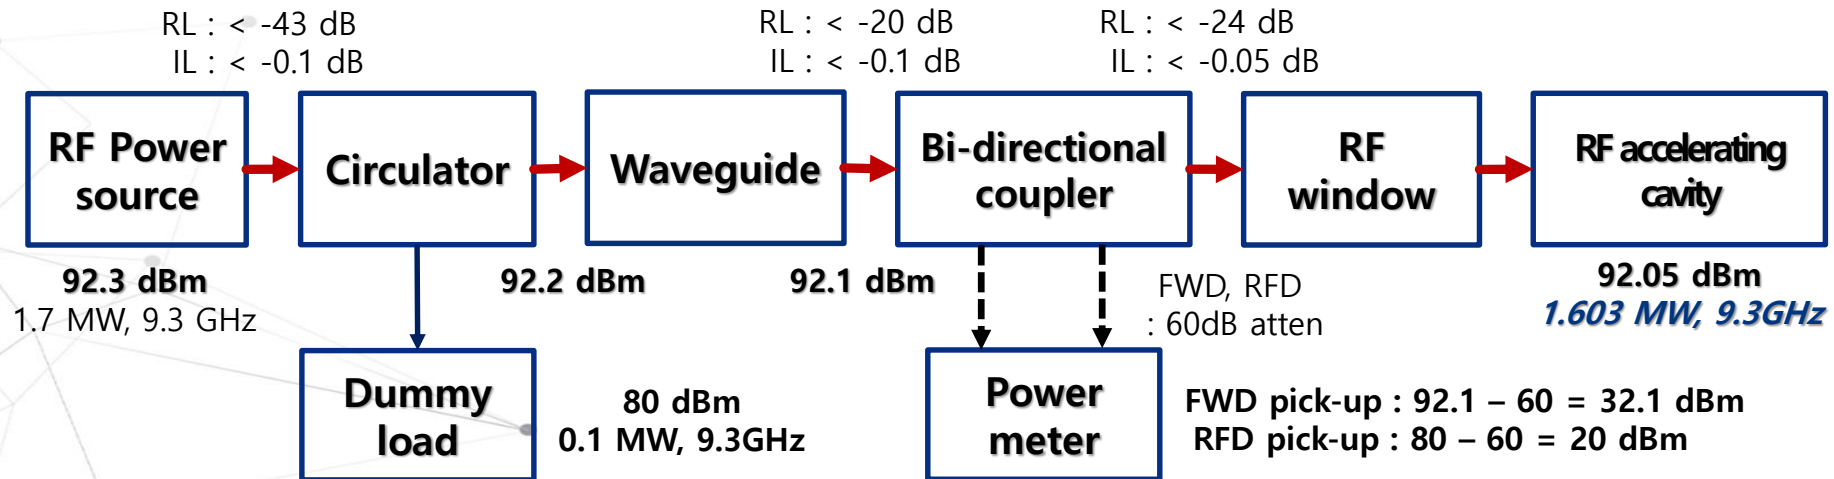 RL : < -43 dB
IL : < -0.1 dB
RL : < -20 dB
IL : < -0.1 dB
RL : < -24 dB
IL : < -0.05 dB
RF Power
source
Circulator
Waveguide
Bi-directional
coupler
RF
window
RF accelerating
cavity
92.3 dBm
1.7 MW, 9.3 GHz
92.2 dBm
92.1 dBm
FWD, RFD
: 60dB atten
92.05 dBm
1.603 MW, 9.3GHz
Dummy
load
80 dBm
0.1 MW, 9.3GHz
Power
meter
FWD pick-up : 92.1 – 60 = 32.1 dBm
RFD pick-up : 80 – 60 = 20 dBm